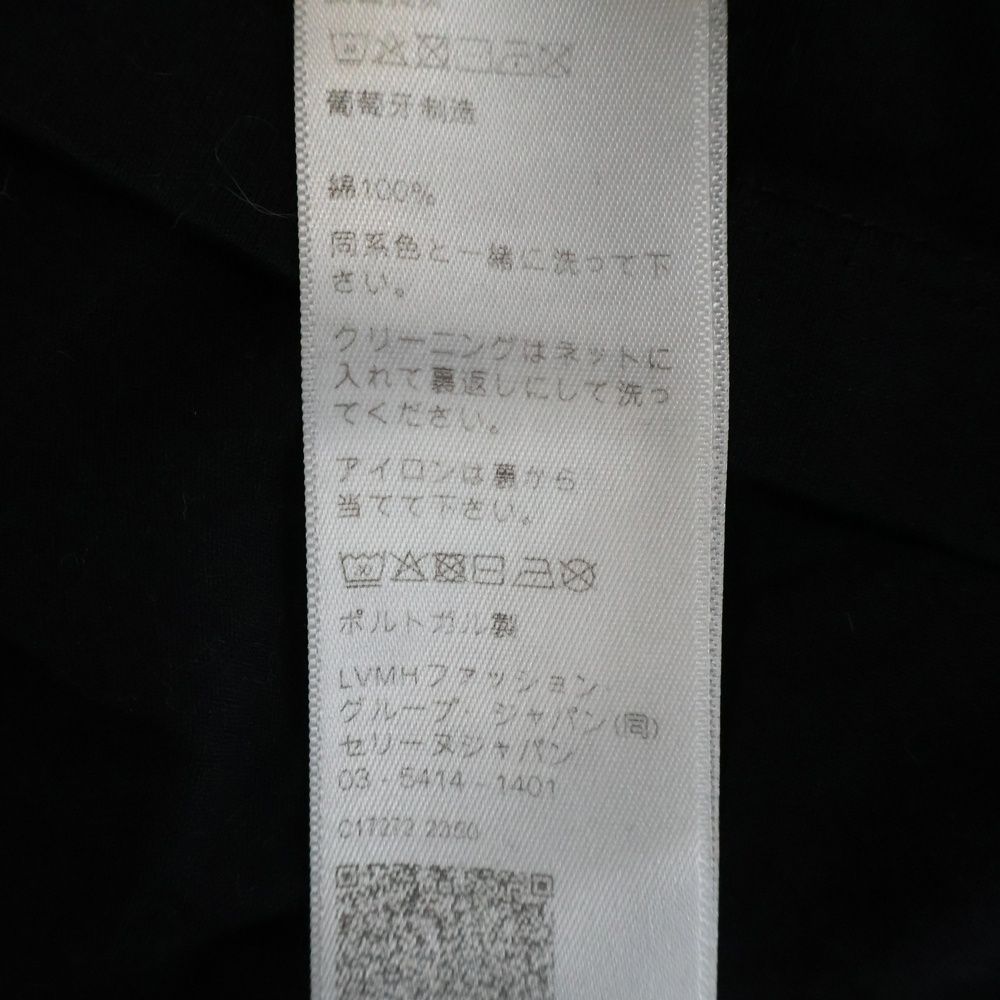 葡萄牙制造
綿100%
同系色と一緒に洗って下
さい。
クリーニングはネットに
入れて裏返しにして洗っ
てください。
アイロンは裏から
当てて下さい。
ポルトガル製
LVMHファッション・
グループ・ジャパン(同)
セリーヌジャパン
03-5414-1401